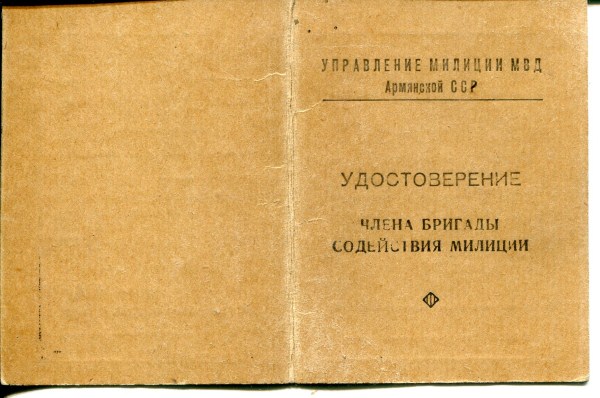 УПРАВЛЕНИЕ МИЛИЦИИ МВД
Армянской ССР
УДОСТОВЕРЕНИЕ
ЧЛЕНА БРИГАДЫ
СОДЕЙСТВИЯ МИЛИЦИИ